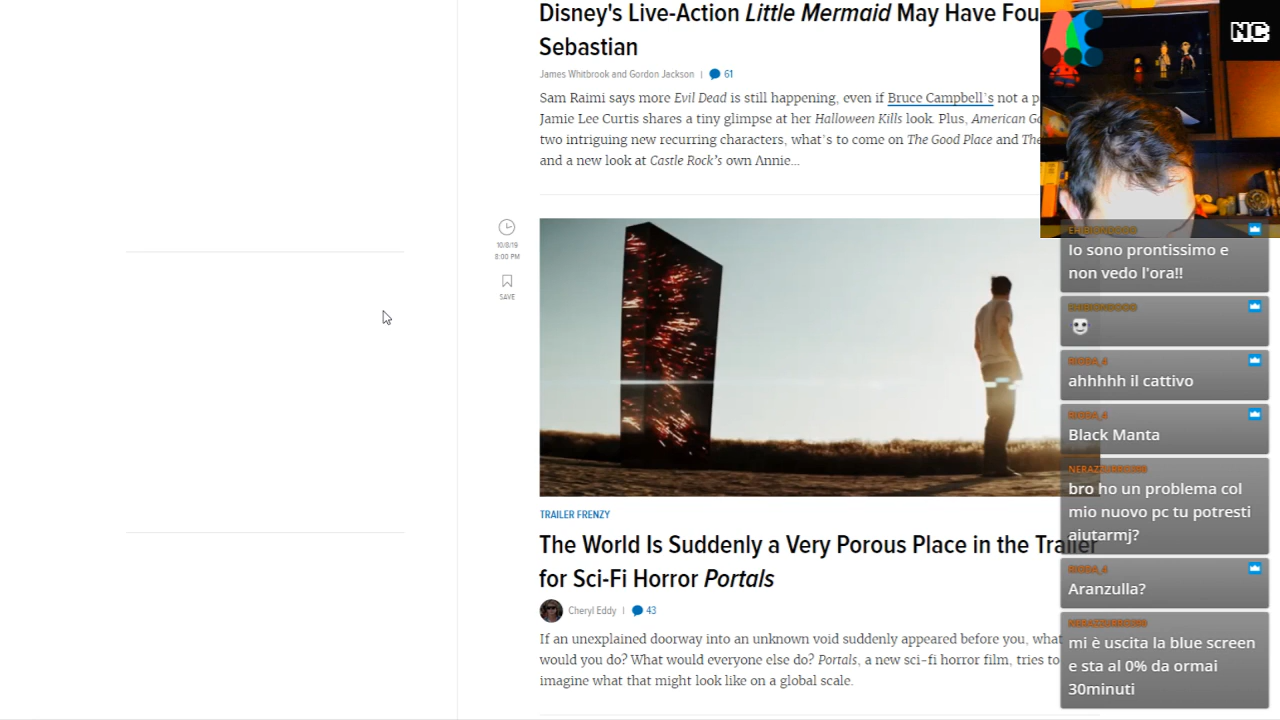 Disney's Live-Action Little Mermaid May Have Fou
Sebastian
James Whitbrook and Gordon Jackson | 61
Sam Raimi says more Evil Dead is still happening, even if Bruce Campbell's not a p
Jamie Lee Curtis shares a tiny glimpse at her Halloween Kills look. Plus, American Go
two intriguing new recurring characters, what's to come on The Good Place and The
and a new look at Castle Rock's own Annie...
10/8/19
8:00 PM
SAVE
TRAILER FRENZY
The World Is Suddenly a Very Porous Place in the Trailer
for Sci-Fi Horror Portals
Cheryl Eddy | 43
If an unexplained doorway into an unknown void suddenly appeared before you, what
would you do? What would everyone else do? Portals, a new sci-fi horror film, tries to
imagine what that might look like on a global scale.
NC
Io sono prontissimo e
non vedo l'ora!!
ahhhhh il cattivo
Black Manta
bro ho un problema col
mio nuovo pc tu potresti
aiutarmj?
Aranzulla?
mi è uscita la blue screen
e sta al 0% da ormai
30minuti